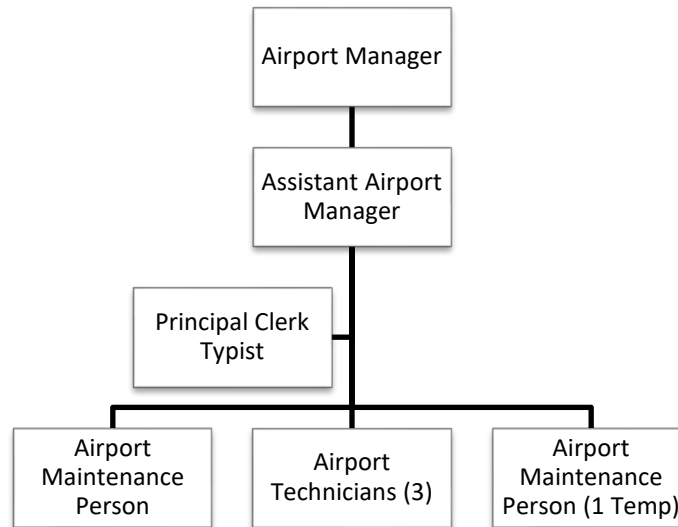 Airport Manager
Assistant Airport
Manager
Principal Clerk
Typist
Airport
Maintenance
Person
Airport
Technicians (3)
Airport
Maintenance
Person (1 Temp)